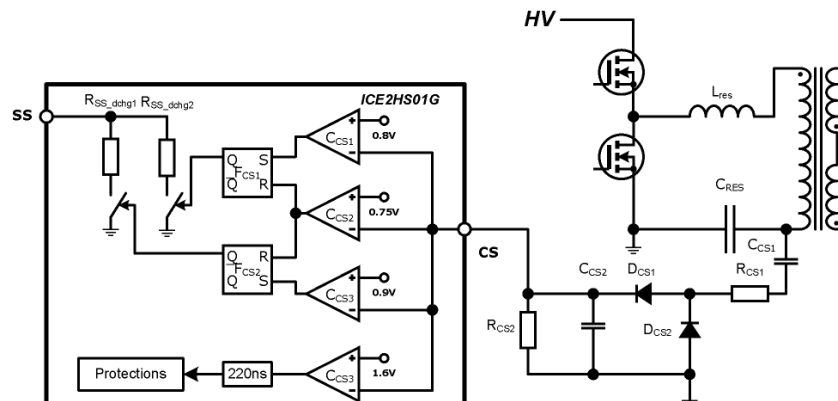 HV
ICE2HS01G
SS
RSS_dchg1 RSS_dchg2
Lres
0.8V
CCS1
Q S
FCS1
Q R
CCS2
0.75V
CS
CRES
CCS1
RCS1
Q R
FCS2
Q S
CCS3
0.9V
CCS2
DCS1
RCS2
DCS2
Protections
220ns
CCS3
1.6V